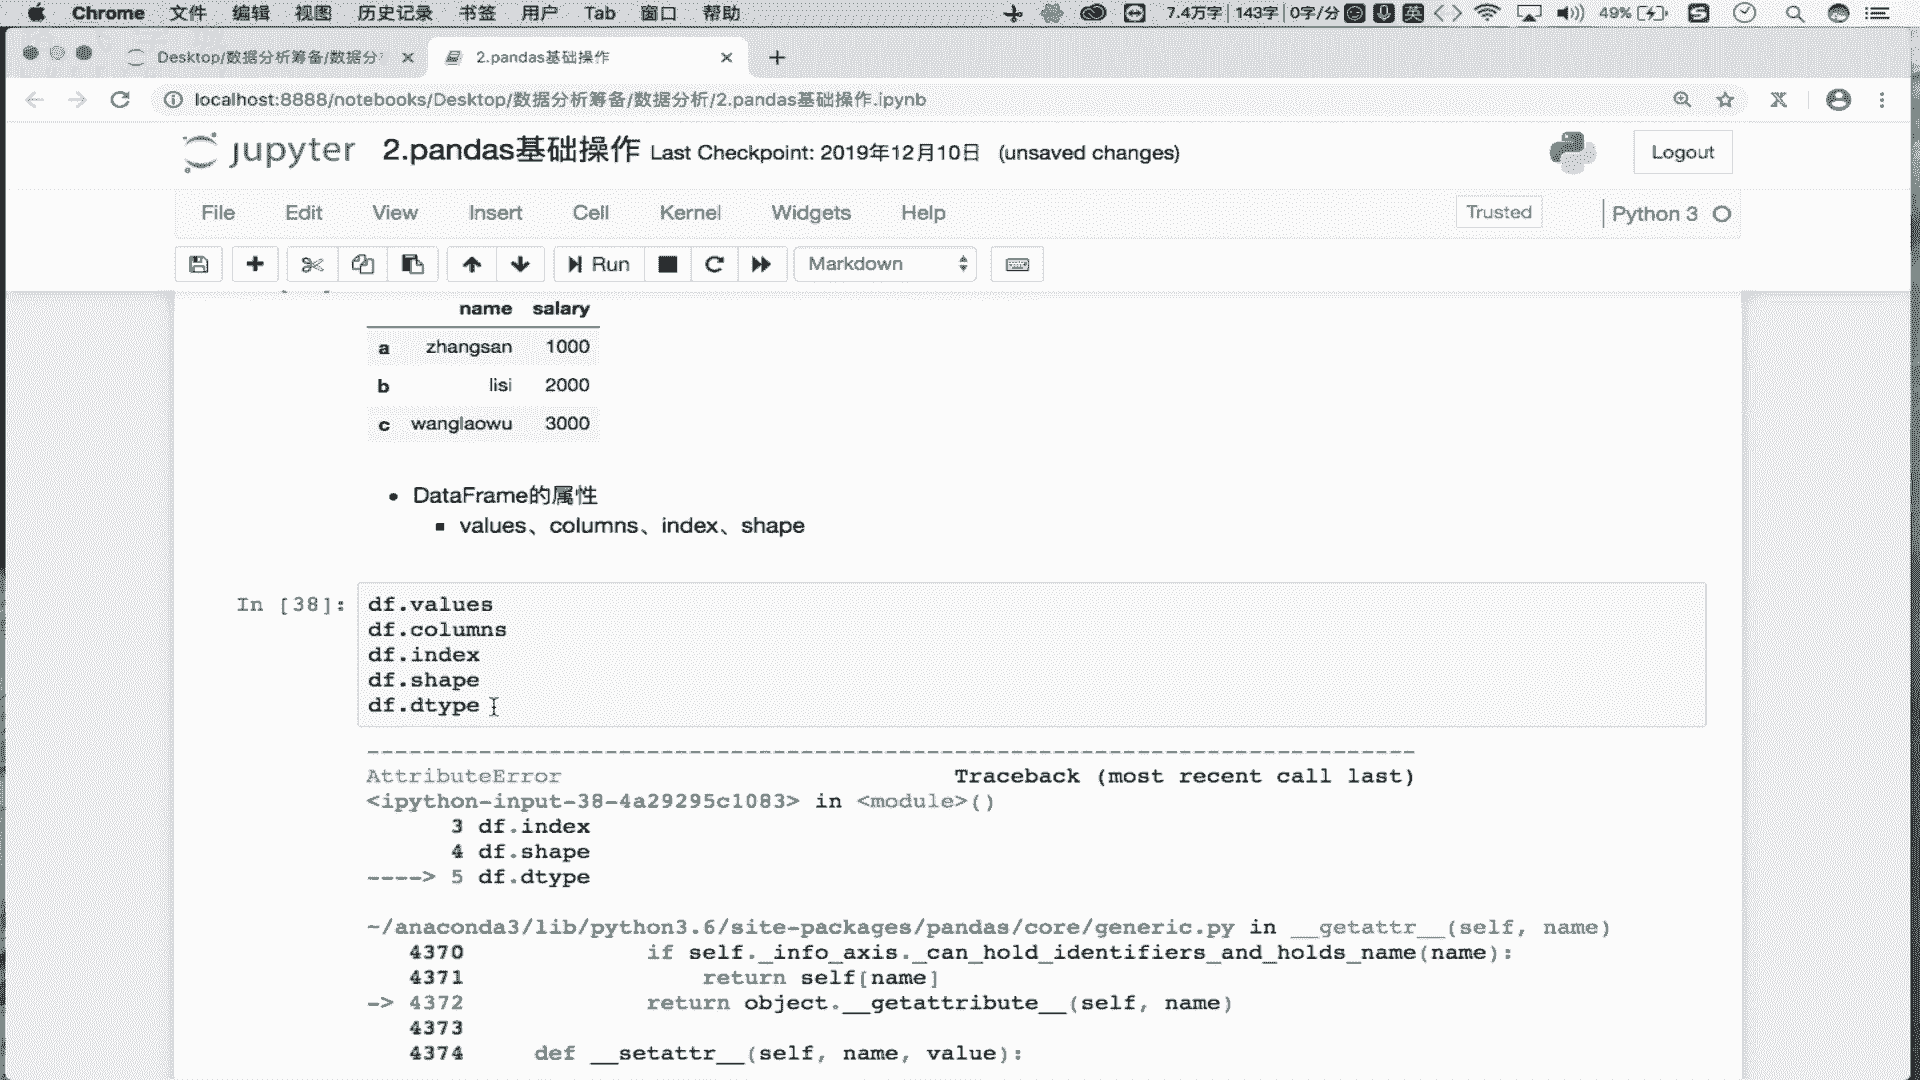 Chrome 文件 编辑 视图 历史记录 书签 用户 Tab 窗口 帮助 7.4万字 143字 0字/分 英 49%
Desktop/数据分析筹备/数据分 2.pandas基础操作
localhost:8888/notebooks/Desktop/数据分析筹备/数据分析/2.pandas基础操作.ipynb
jupyter 2.pandas基础操作 Last Checkpoint: 2019年12月10日 (unsaved changes) Logout
File Edit View Insert Cell Kernel Widgets Help Trusted Python 3
Run Markdown
name salary
a zhangsan 1000
b lisi 2000
c wanglaowu 3000
• DataFrame的属性
▪ values、columns、index、shape
In [38]: df.values
df.columns
df.index
df.shape
df.dtype
---------------------------------------------------------------------------
AttributeError Traceback (most recent call last)
<ipython-input-38-4a29295c1083> in <module>()
3 df.index
4 df.shape
----> 5 df.dtype
~/anaconda3/lib/python3.6/site-packages/pandas/core/generic.py in __getattr__(self, name)
4370 if self._info_axis._can_hold_identifiers_and_holds_name(name):
4371 return self[name]
-> 4372 return object.__getattribute__(self, name)
4373
4374 def __setattr__(self, name, value):